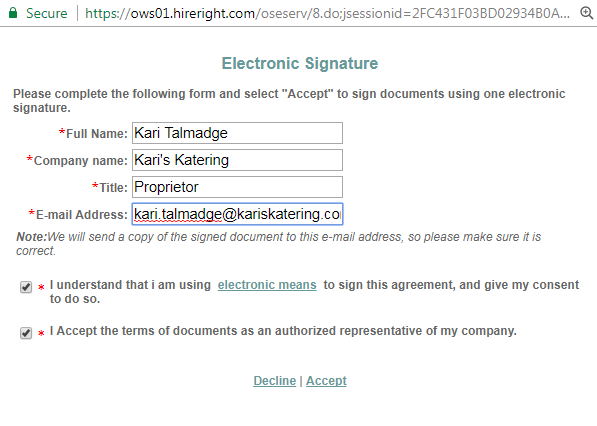 Secure https://ows01.hireright.com/oseserv/8.do;jsessionid=2FC431F03BD02934B0A...
Electronic Signature
Please complete the following form and select "Accept" to sign documents using one electronic
signature.
*Full Name: Kari Talmadge
*Company name: Kari's Katering
*Title: Proprietor
*E-mail Address: kari.talmadge@kariskatering.co
Note:We will send a copy of the signed document to this e-mail address, so please make sure it is
correct.
* I understand that i am using electronic means to sign this agreement, and give my consent
to do so.
* I Accept the terms of documents as an authorized representative of my company.
Decline | Accept